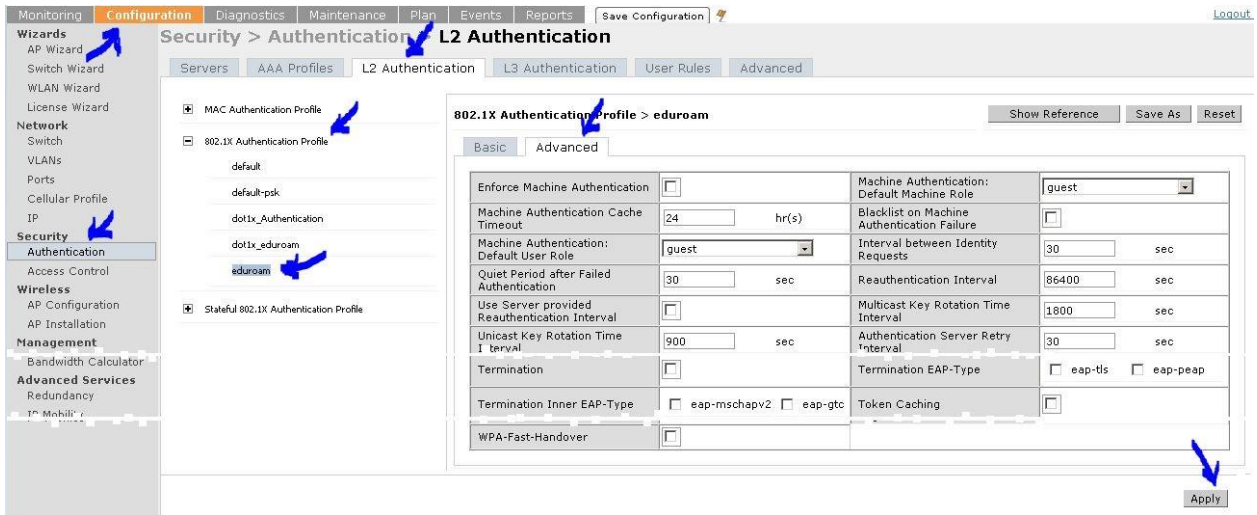 Monitoring Configuration Diagnostics Maintenance Plan Events Reports Save Configuration Logout
Security > Authentication > L2 Authentication
Wizards
AP Wizard
Switch Wizard
WLAN Wizard
License Wizard
Network
Switch
VLANs
Ports
Cellular Profile
IP
Security
Authentication
Access Control
Wireless
AP Configuration
AP Installation
Management
Bandwidth Calculator
Advanced Services
Redundancy
IP Mobility
Servers AAA Profiles L2 Authentication L3 Authentication User Rules Advanced
MAC Authentication Profile
802.1X Authentication Profile
default
default-psk
dot1x_Authentication
dot1x_eduroam
eduroam
Stateful 802.1X Authentication Profile
802.1X Authentication Profile > eduroam Show Reference Save As Reset
Basic Advanced
Enforce Machine Authentication
Machine Authentication:
Default Machine Role
guest
Machine Authentication Cache
Timeout
24 hr(s)
Blacklist on Machine
Authentication Failure
Machine Authentication:
Default User Role
guest
Interval between Identity
Requests
30 sec
Quiet Period after Failed
Authentication
30 sec
Reauthentication Interval
86400 sec
Use Server provided
Reauthentication Interval
Multicast Key Rotation Time
Interval
1800 sec
Unicast Key Rotation Time
Interval
900 sec
Authentication Server Retry
Interval
30 sec
Termination
Termination EAP-Type
eap-tls eap-peap
Termination Inner EAP-Type
eap-mschapv2 eap-gtc
Token Caching
WPA-Fast-Handover
Apply